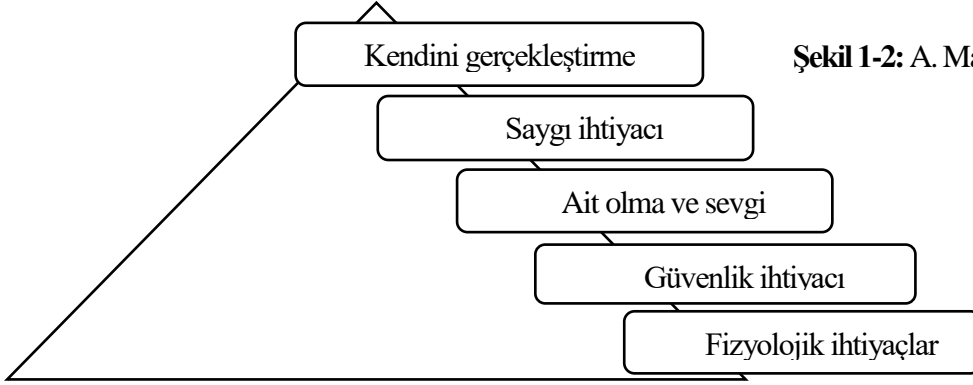 Kendini gerçekleştirme
Şekil 1-2: A. Ma
Saygı ihtiyacı
Ait olma ve sevgi
Güvenlik ihtiyacı
Fizyolojik ihtiyaçlar